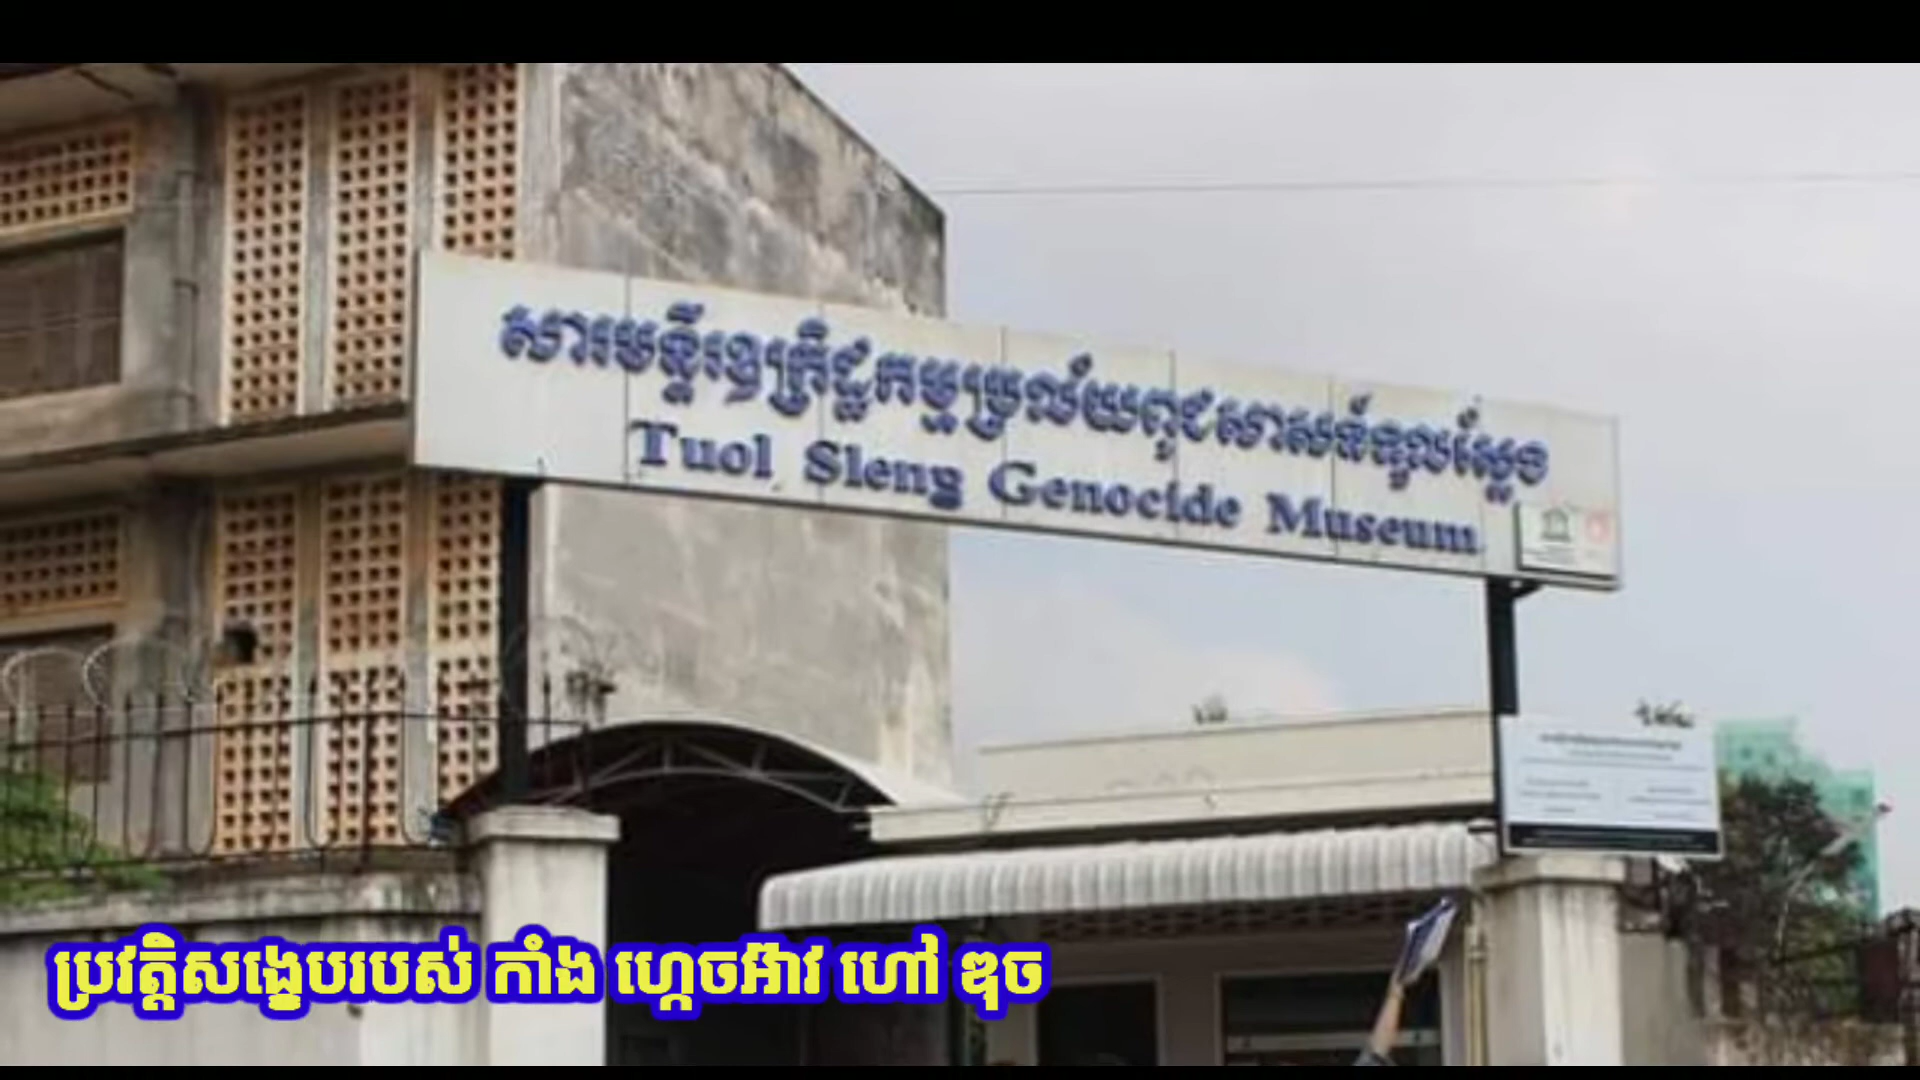 សារមន្ទីរឧក្រិដ្ឋកម្មប្រល័យពូជសាសន៍ទួលស្លែង
Tuol Sleng Genocide Museum
ប្រវត្តិសង្ខេបរបស់ កាំង ហ្គេចអ៊ាវ ហៅ ឌុច